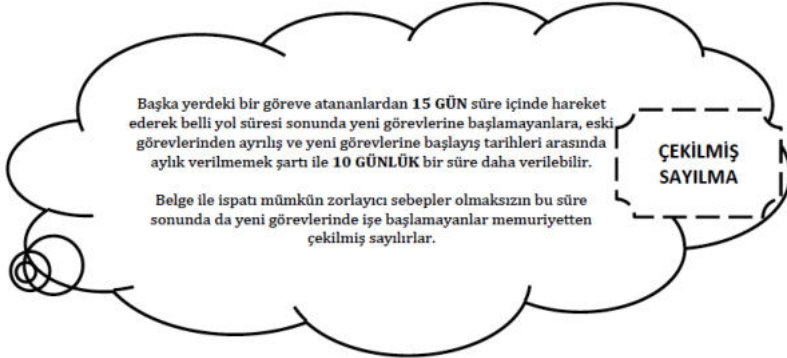 Başka yerdeki bir göreve atananlardan 15 GÜN süre içinde hareket
ederek belli yol süresi sonunda yeni görevlerine başlamayanlara, eski
görevlerinden ayrılış ve yeni görevlerine başlayış tarihleri arasında
aylık verilmemek şartı ile 10 GÜNLÜK bir süre daha verilebilir.
Belge ile ispatı mümkün zorlayıcı sebepler olmaksızın bu süre
sonunda da yeni görevlerinde işe başlamayanlar memuriyetten
çekilmiş sayılırlar.
ÇEKİLMİŞ
SAYILMA